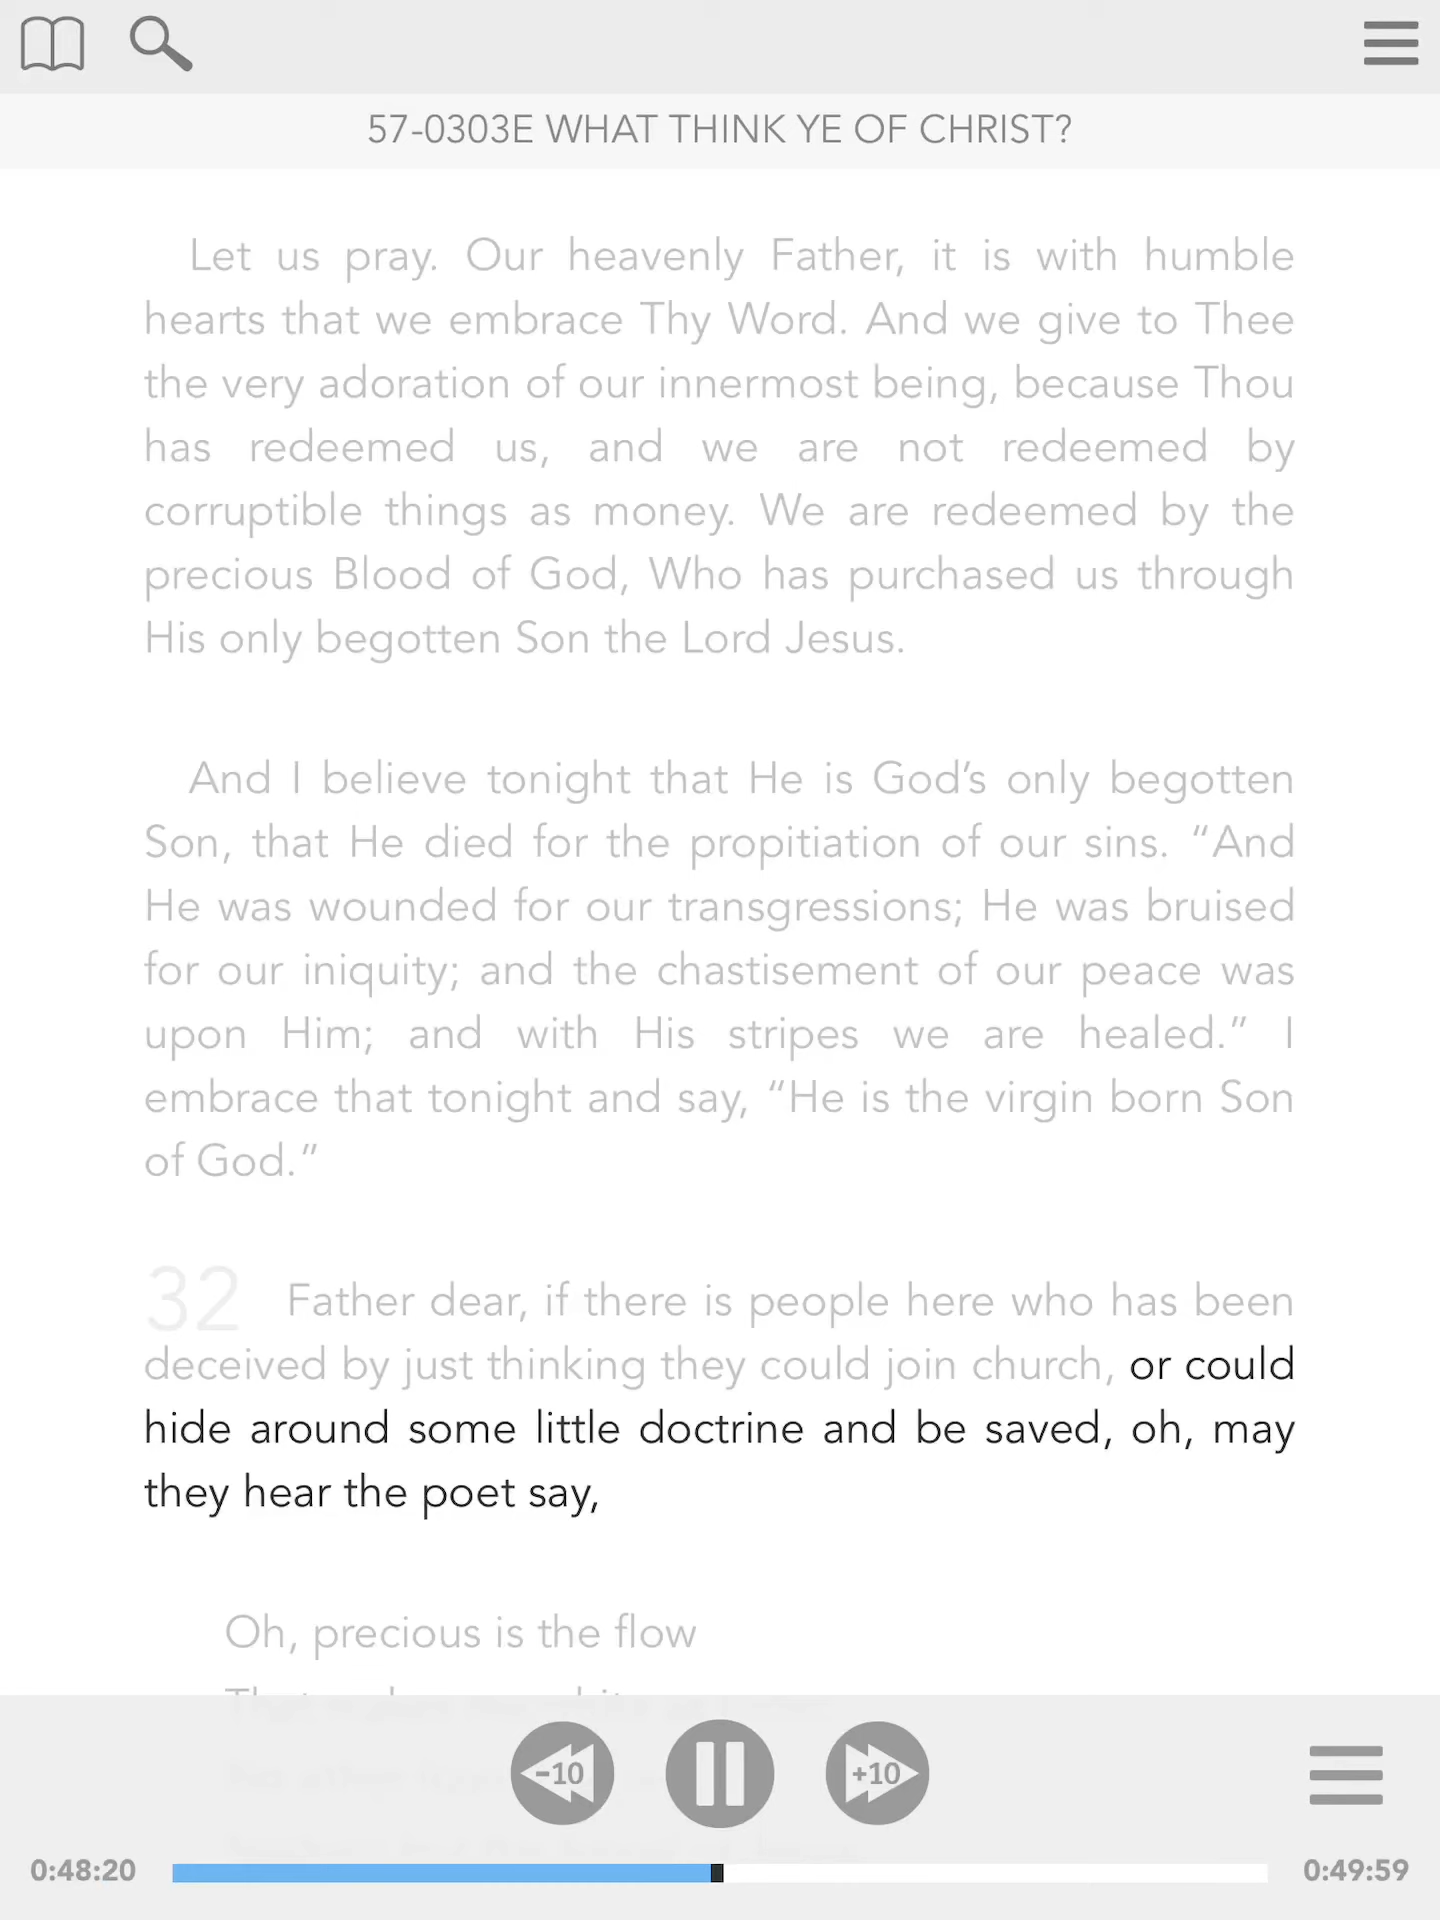 57-0303E WHAT THINK YE OF CHRIST?
Let us pray. Our heavenly Father, it is with humble
hearts that we embrace Thy Word. And we give to Thee
the very adoration of our innermost being, because Thou
has redeemed us, and we are not redeemed by
corruptible things as money. We are redeemed by the
precious Blood of God, Who has purchased us through
His only begotten Son the Lord Jesus.
And I believe tonight that He is God’s only begotten
Son, that He died for the propitiation of our sins. “And
He was wounded for our transgressions; He was bruised
for our iniquity; and the chastisement of our peace was
upon Him; and with His stripes we are healed.” I
embrace that tonight and say, “He is the virgin born Son
of God.”
32 Father dear, if there is people here who has been
deceived by just thinking they could join church, or could
hide around some little doctrine and be saved, oh, may
they hear the poet say,
Oh, precious is the flow
-10 +10
0:48:20 0:49:59